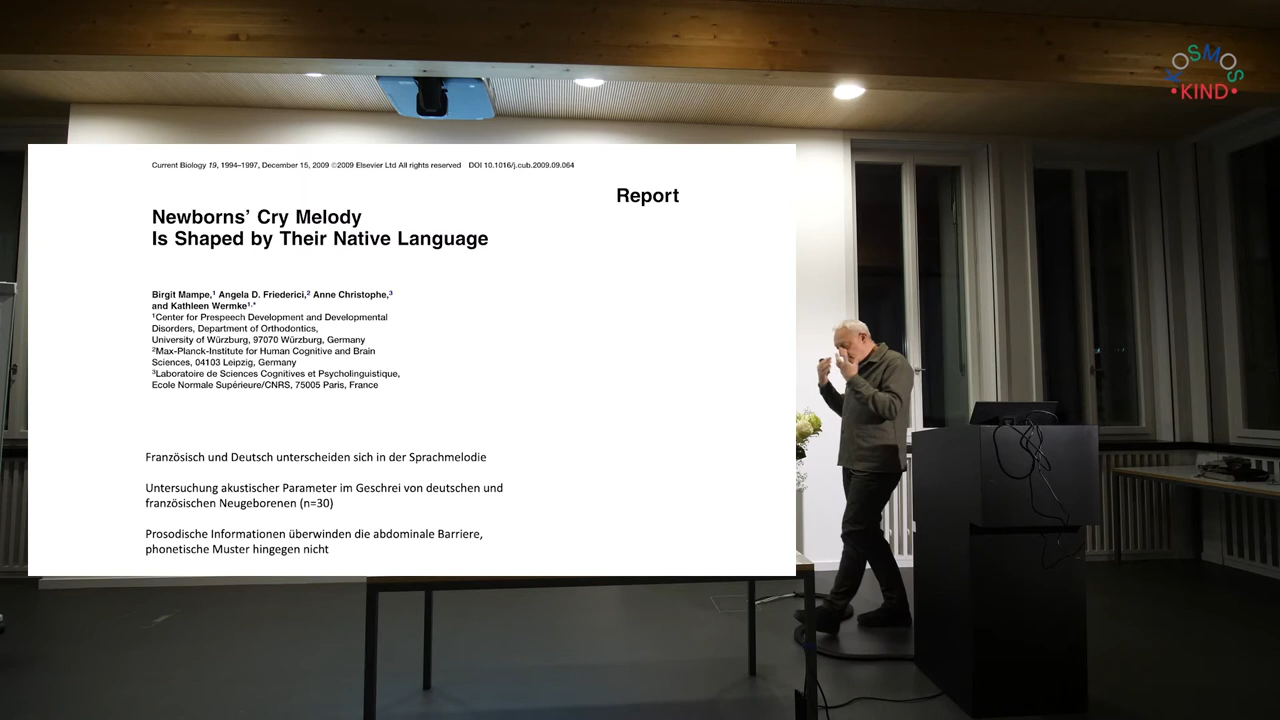 KOSMOS
•KIND•
Current Biology 19, 1994–1997, December 15, 2009 ©2009 Elsevier Ltd All rights reserved DOI 10.1016/j.cub.2009.09.064
Report
Newborns’ Cry Melody
Is Shaped by Their Native Language
Birgit Mampe,¹ Angela D. Friederici,² Anne Christophe,³
and Kathleen Wermke¹,*
¹Center for Prespeech Development and Developmental
Disorders, Department of Orthodontics,
University of Würzburg, 97070 Würzburg, Germany
²Max-Planck-Institute for Human Cognitive and Brain
Sciences, 04103 Leipzig, Germany
³Laboratoire de Sciences Cognitives et Psycholinguistique,
Ecole Normale Supérieure/CNRS, 75005 Paris, France
Französisch und Deutsch unterscheiden sich in der Sprachmelodie
Untersuchung akustischer Parameter im Geschrei von deutschen und
französischen Neugeborenen (n=30)
Prosodische Informationen überwinden die abdominale Barriere,
phonetische Muster hingegen nicht